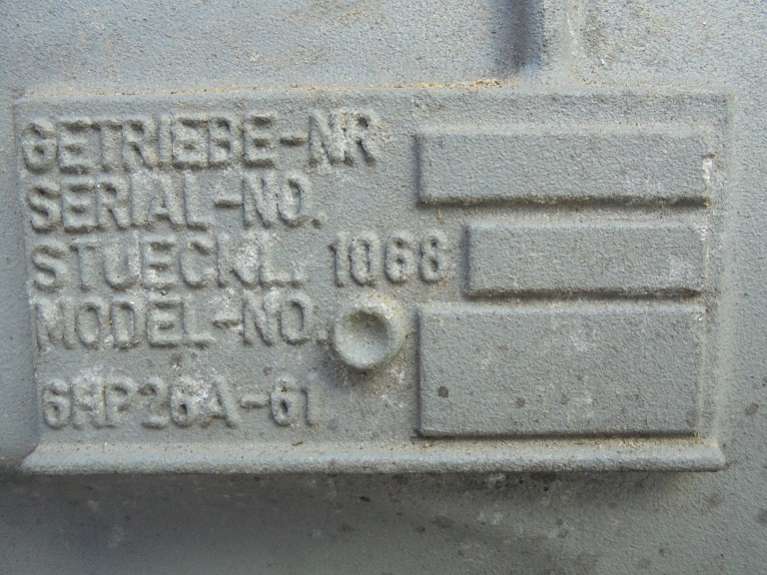 GETRIEBE-NR
SERIAL-NO.
STUECKL. 1068
MODEL-NO.
6HP26A-61